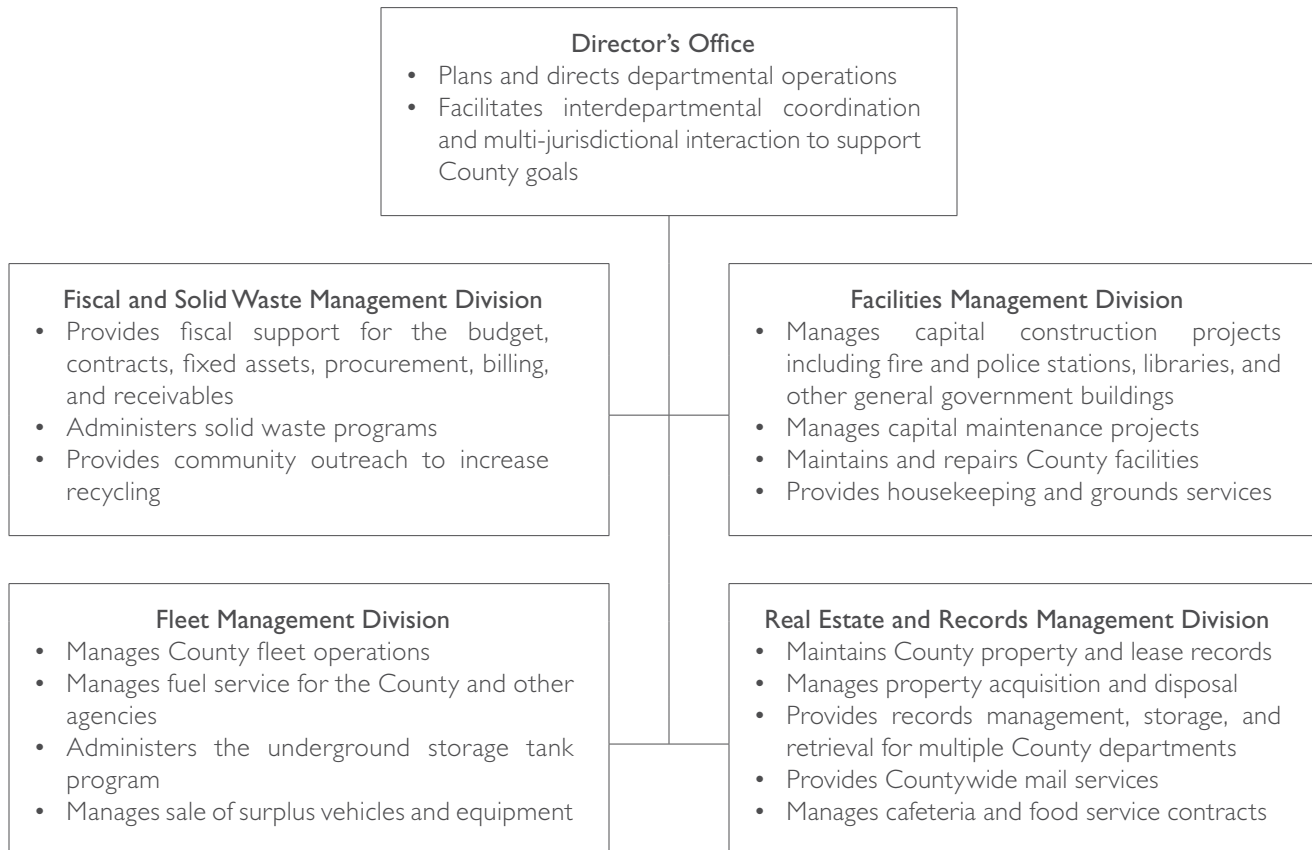 Director’s Office
• Plans and directs departmental operations
• Facilitates interdepartmental coordination
and multi-jurisdictional interaction to support
County goals
Fiscal and Solid Waste Management Division
• Provides fiscal support for the budget,
contracts, fixed assets, procurement, billing,
and receivables
• Administers solid waste programs
• Provides community outreach to increase
recycling
Facilities Management Division
• Manages capital construction projects
including fire and police stations, libraries, and
other general government buildings
• Manages capital maintenance projects
• Maintains and repairs County facilities
• Provides housekeeping and grounds services
Fleet Management Division
• Manages County fleet operations
• Manages fuel service for the County and other
agencies
• Administers the underground storage tank
program
• Manages sale of surplus vehicles and equipment
Real Estate and Records Management Division
• Maintains County property and lease records
• Manages property acquisition and disposal
• Provides records management, storage, and
retrieval for multiple County departments
• Provides Countywide mail services
• Manages cafeteria and food service contracts